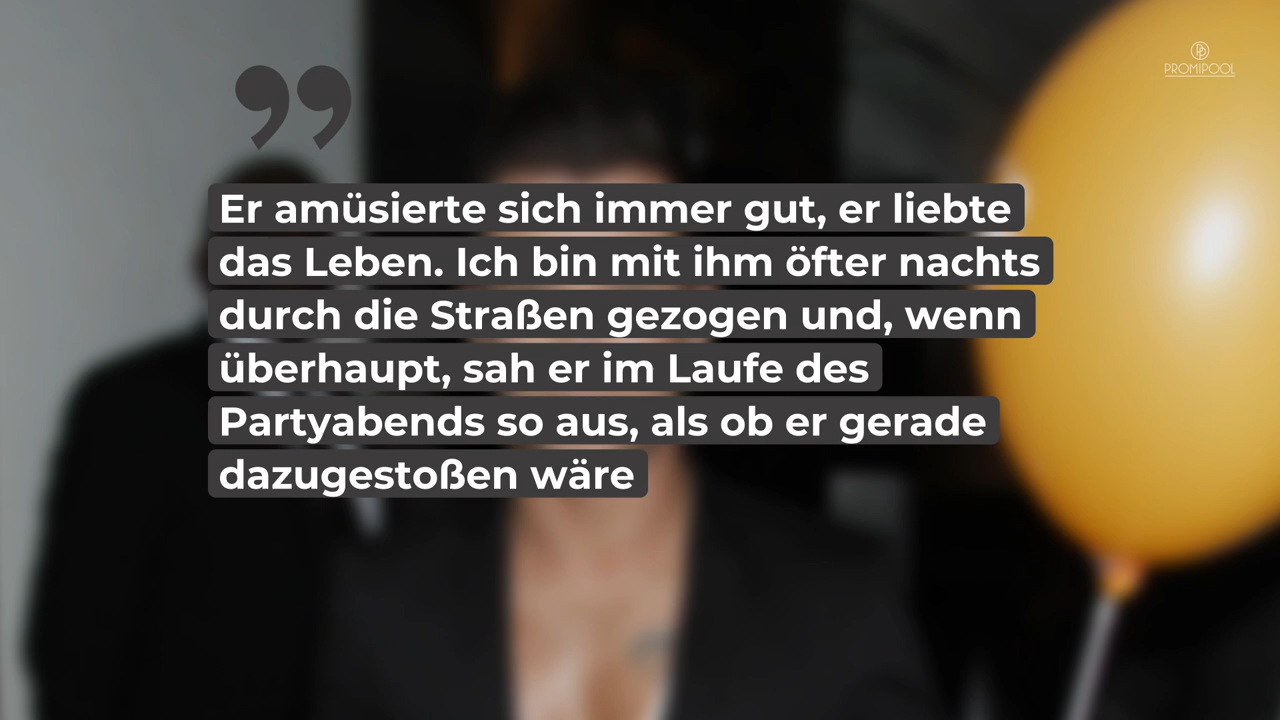 PROMIPOOL
”
Er amüsierte sich immer gut, er liebte
das Leben. Ich bin mit ihm öfter nachts
durch die Straßen gezogen und, wenn
überhaupt, sah er im Laufe des
Partyabends so aus, als ob er gerade
dazugestoßen wäre